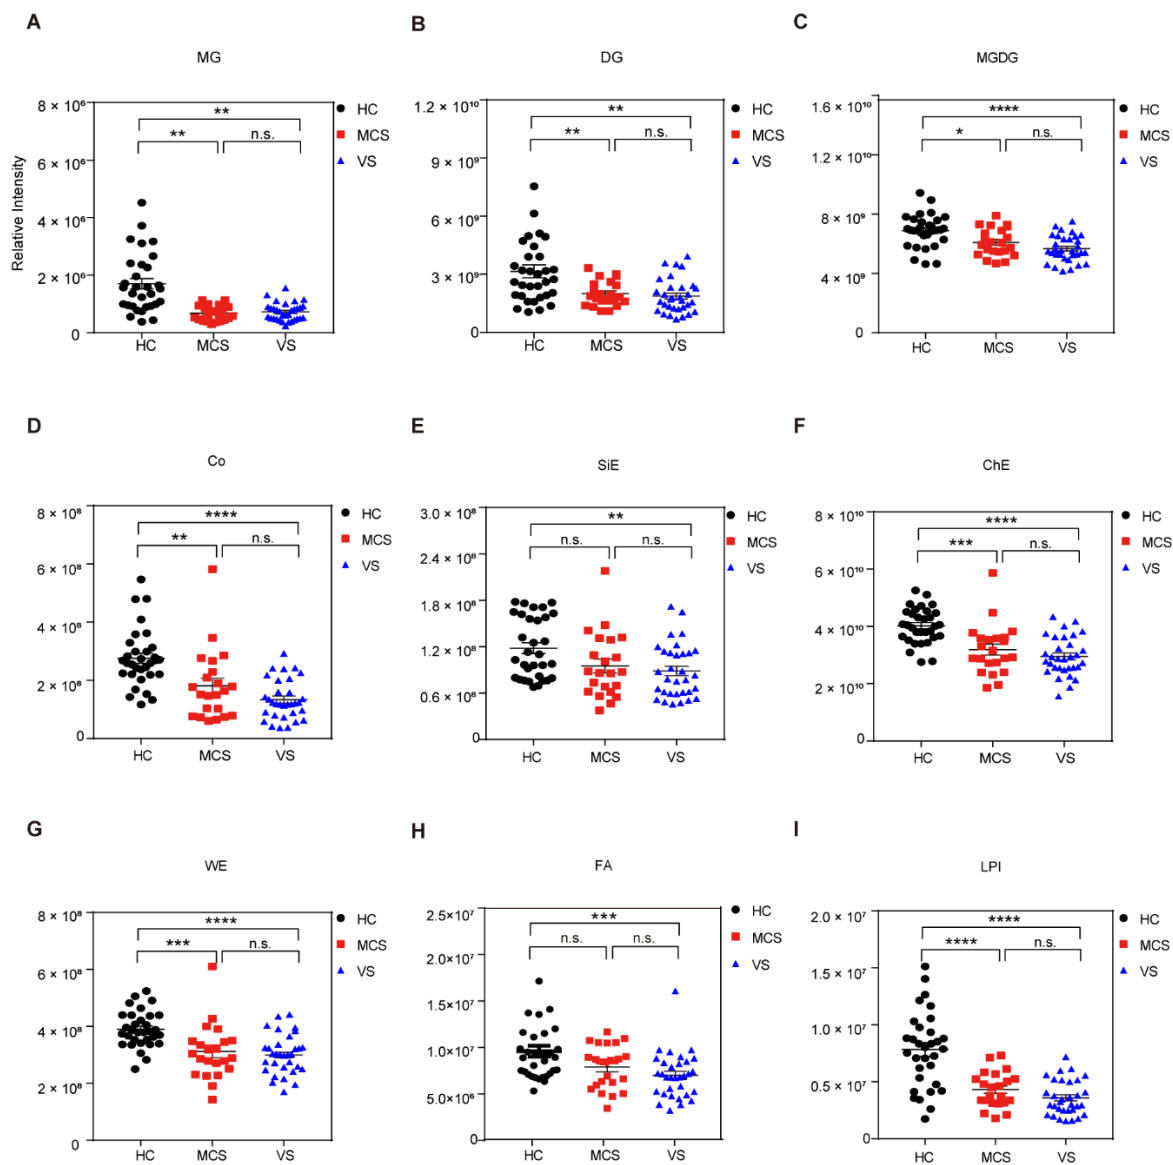 A
MG
Relative Intensity
8 × 10⁶
6 × 10⁶
4 × 10⁶
2 × 10⁶
0
**
**
n.s.
HC
MCS
VS
HC
MCS
VS
B
DG
1.2 × 10¹⁰
9 × 10⁹
6 × 10⁹
3 × 10⁹
0
**
**
n.s.
HC
MCS
VS
HC
MCS
VS
C
MGDG
1.6 × 10¹⁰
1.2 × 10¹⁰
8 × 10⁹
4 × 10⁹
0
****
*
n.s.
HC
MCS
VS
HC
MCS
VS
D
Co
8 × 10⁸
6 × 10⁸
4 × 10⁸
2 × 10⁸
0
****
**
n.s.
HC
MCS
VS
HC
MCS
VS
E
SiE
3.0 × 10⁸
2.4 × 10⁸
1.8 × 10⁸
1.2 × 10⁸
0.6 × 10⁸
0
**
n.s.
n.s.
HC
MCS
VS
HC
MCS
VS
F
ChE
8 × 10¹⁰
6 × 10¹⁰
4 × 10¹⁰
2 × 10¹⁰
0
****
***
n.s.
HC
MCS
VS
HC
MCS
VS
G
WE
8 × 10⁸
6 × 10⁸
4 × 10⁸
2 × 10⁸
0
****
***
n.s.
HC
MCS
VS
HC
MCS
VS
H
FA
2.5×10⁷
2.0×10⁷
1.5×10⁷
1.0×10⁷
5.0×10⁶
0
***
n.s.
n.s.
HC
MCS
VS
HC
MCS
VS
I
LPI
2.0 × 10⁷
1.5 × 10⁷
1.0 × 10⁷
0.5 × 10⁷
0
****
****
n.s.
HC
MCS
VS
HC
MCS
VS